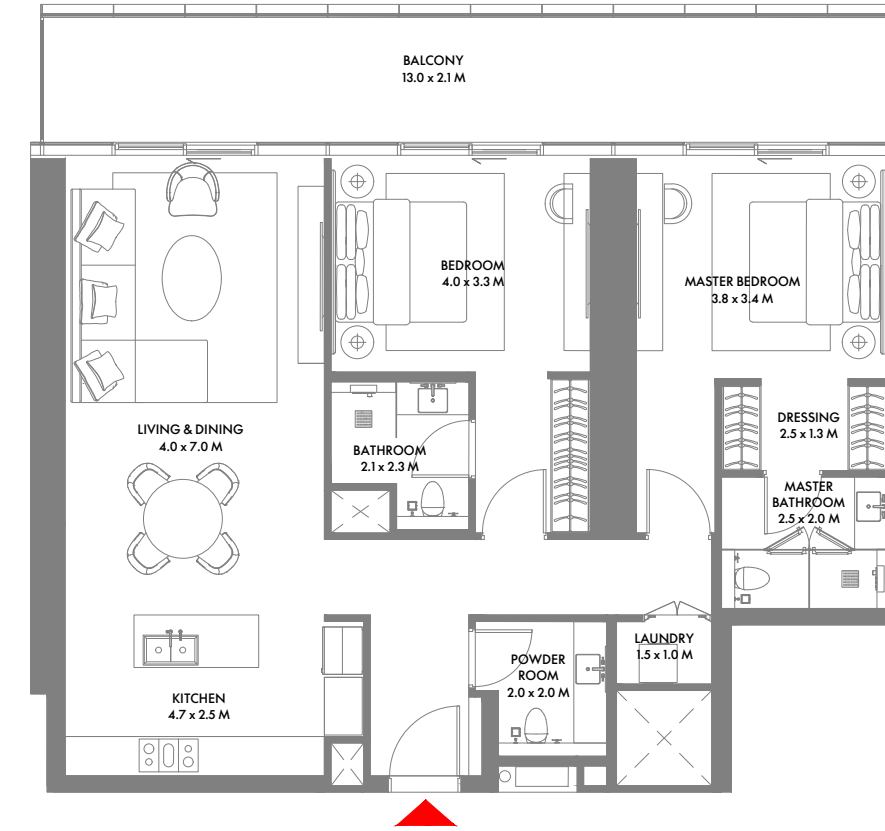 BALCONY
13.0 x 2.1 M
BEDROOM
4.0 x 3.3 M
MASTER BEDROOM
3.8 x 3.4 M
LIVING & DINING
4.0 x 7.0 M
BATHROOM
2.1 x 2.3 M
DRESSING
2.5 x 1.3 M
MASTER
BATHROOM
2.5 x 2.0 M
KITCHEN
4.7 x 2.5 M
POWDER
ROOM
2.0 x 2.0 M
LAUNDRY
1.5 x 1.0 M